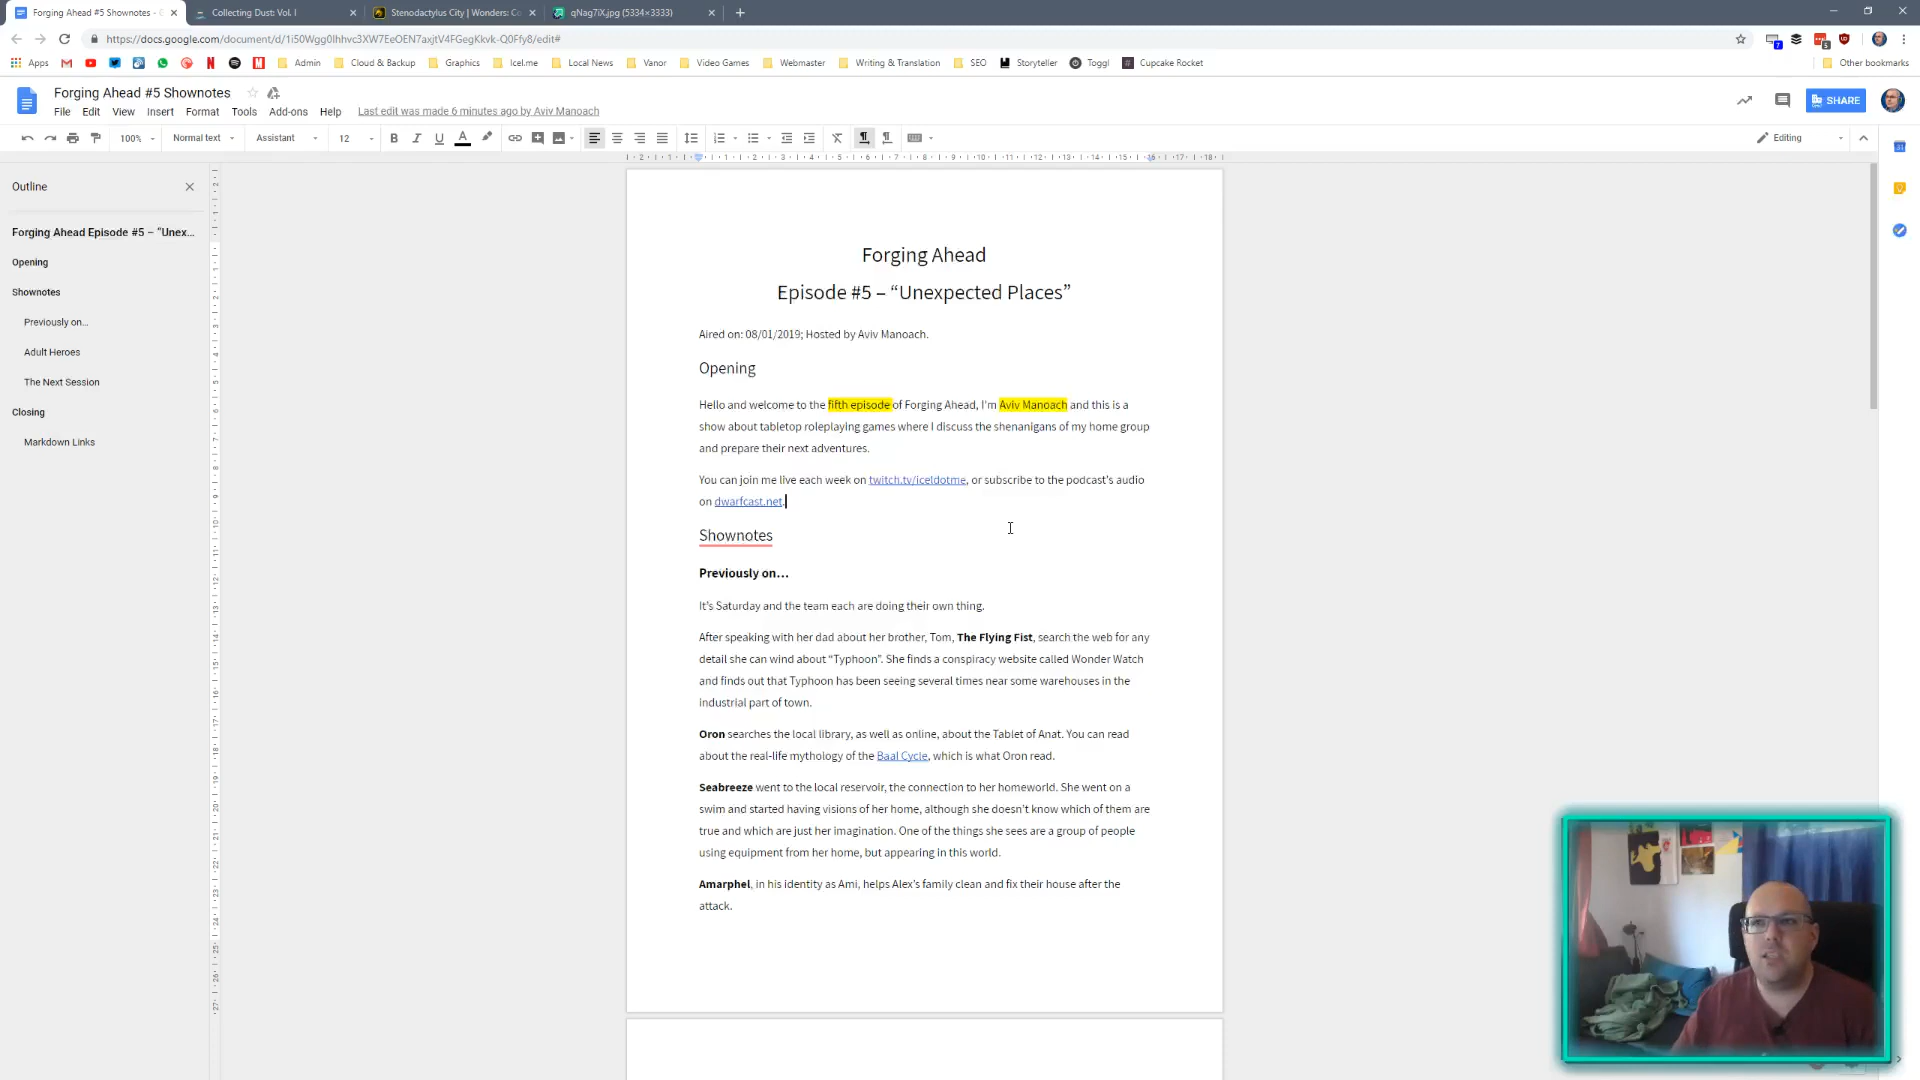 Forging Ahead #5 Shownotes - G
Collecting Dust: Vol. I
Stenodactylus City | Wonders: Co
qNag7iX.jpg (5334×3333)
Apps
Admin
Cloud & Backup
Graphics
Icel.me
Local News
Vanor
Video Games
Webmaster
Writing & Translation
SEO
Storyteller
Toggl
Cupcake Rocket
Other bookmarks
Forging Ahead #5 Shownotes
SHARE
File Edit View Insert Format Tools Add-ons Help
Last edit was made 6 minutes ago by Aviv Manoach
100%
Normal text
Assistant
12
Editing
Outline
Forging Ahead Episode #5 – “Unex...
Opening
Shownotes
Previously on...
Adult Heroes
The Next Session
Closing
Markdown Links
Forging Ahead
Episode #5 – “Unexpected Places”
Aired on: 08/01/2019; Hosted by Aviv Manoach.
Opening
Hello and welcome to the fifth episode of Forging Ahead, I'm Aviv Manoach and this is a
show about tabletop roleplaying games where I discuss the shenanigans of my home group
and prepare their next adventures.
You can join me live each week on twitch.tv/iceldotme, or subscribe to the podcast's audio
on dwarfcast.net.
Shownotes
Previously on…
It's Saturday and the team each are doing their own thing.
After speaking with her dad about her brother, Tom, The Flying Fist, search the web for any
detail she can wind about “Typhoon”. She finds a conspiracy website called Wonder Watch
and finds out that Typhoon has been seeing several times near some warehouses in the
industrial part of town.
Oron searches the local library, as well as online, about the Tablet of Anat. You can read
about the real-life mythology of the Baal Cycle, which is what Oron read.
Seabreeze went to the local reservoir, the connection to her homeworld. She went on a
swim and started having visions of her home, although she doesn't know which of them are
true and which are just her imagination. One of the things she sees are a group of people
using equipment from her home, but appearing in this world.
Amarphel, in his identity as Ami, helps Alex's family clean and fix their house after the
attack.